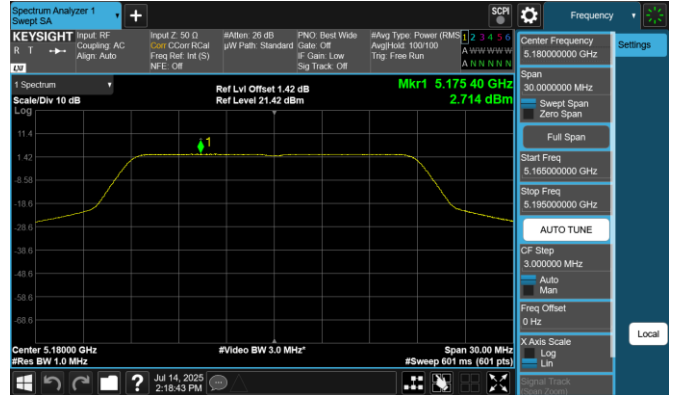 Spectrum Analyzer 1
Swept SA
+
SCPI
Frequency
KEYSIGHT
R T
LXI
Input: RF
Coupling: AC
Align: Auto
Input Z: 50 Ω
Corr CCorr RCal
Freq Ref: Int (S)
NFE: Off
#Atten: 26 dB
µW Path: Standard
PNO: Best Wide
Gate: Off
IF Gain: Low
Sig Track: Off
#Avg Type: Power (RMS
Avg|Hold: 100/100
Trig: Free Run
1 2 3 4 5 6
A W W W W W
A N N N N N
1 Spectrum
Scale/Div 10 dB
Log
Ref Lvl Offset 1.42 dB
Ref Level 21.42 dBm
Mkr1 5.175 40 GHz
2.714 dBm
11.4
1.42
-8.58
-18.6
-28.6
-38.6
-48.6
-58.6
-68.6
1
Center 5.18000 GHz
#Res BW 1.0 MHz
#Video BW 3.0 MHz*
Span 30.00 MHz
#Sweep 601 ms (601 pts)
Center Frequency
5.180000000 GHz
Settings
Span
30.0000000 MHz
Swept Span
Zero Span
Full Span
Start Freq
5.165000000 GHz
Stop Freq
5.195000000 GHz
AUTO TUNE
CF Step
3.000000 MHz
Auto
Man
Freq Offset
0 Hz
X Axis Scale
Log
Lin
Local
Signal Track
(Span Zoom)
?
Jul 14, 2025
2:18:43 PM